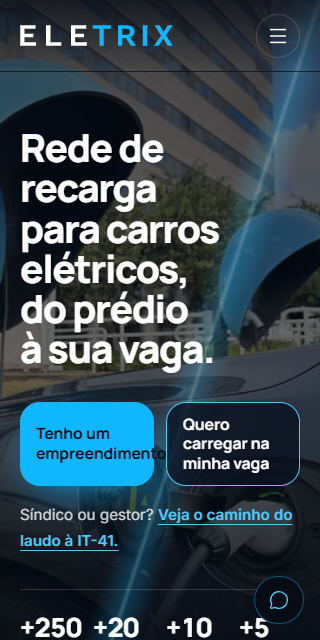 ELETRIX
Rede de
recarga
para carros
elétricos,
do prédio
à sua vaga.
Tenho um
empreendimento
Quero
carregar na
minha vaga
Síndico ou gestor? Veja o caminho do
laudo à IT-41.
+250 +20 +10 +5